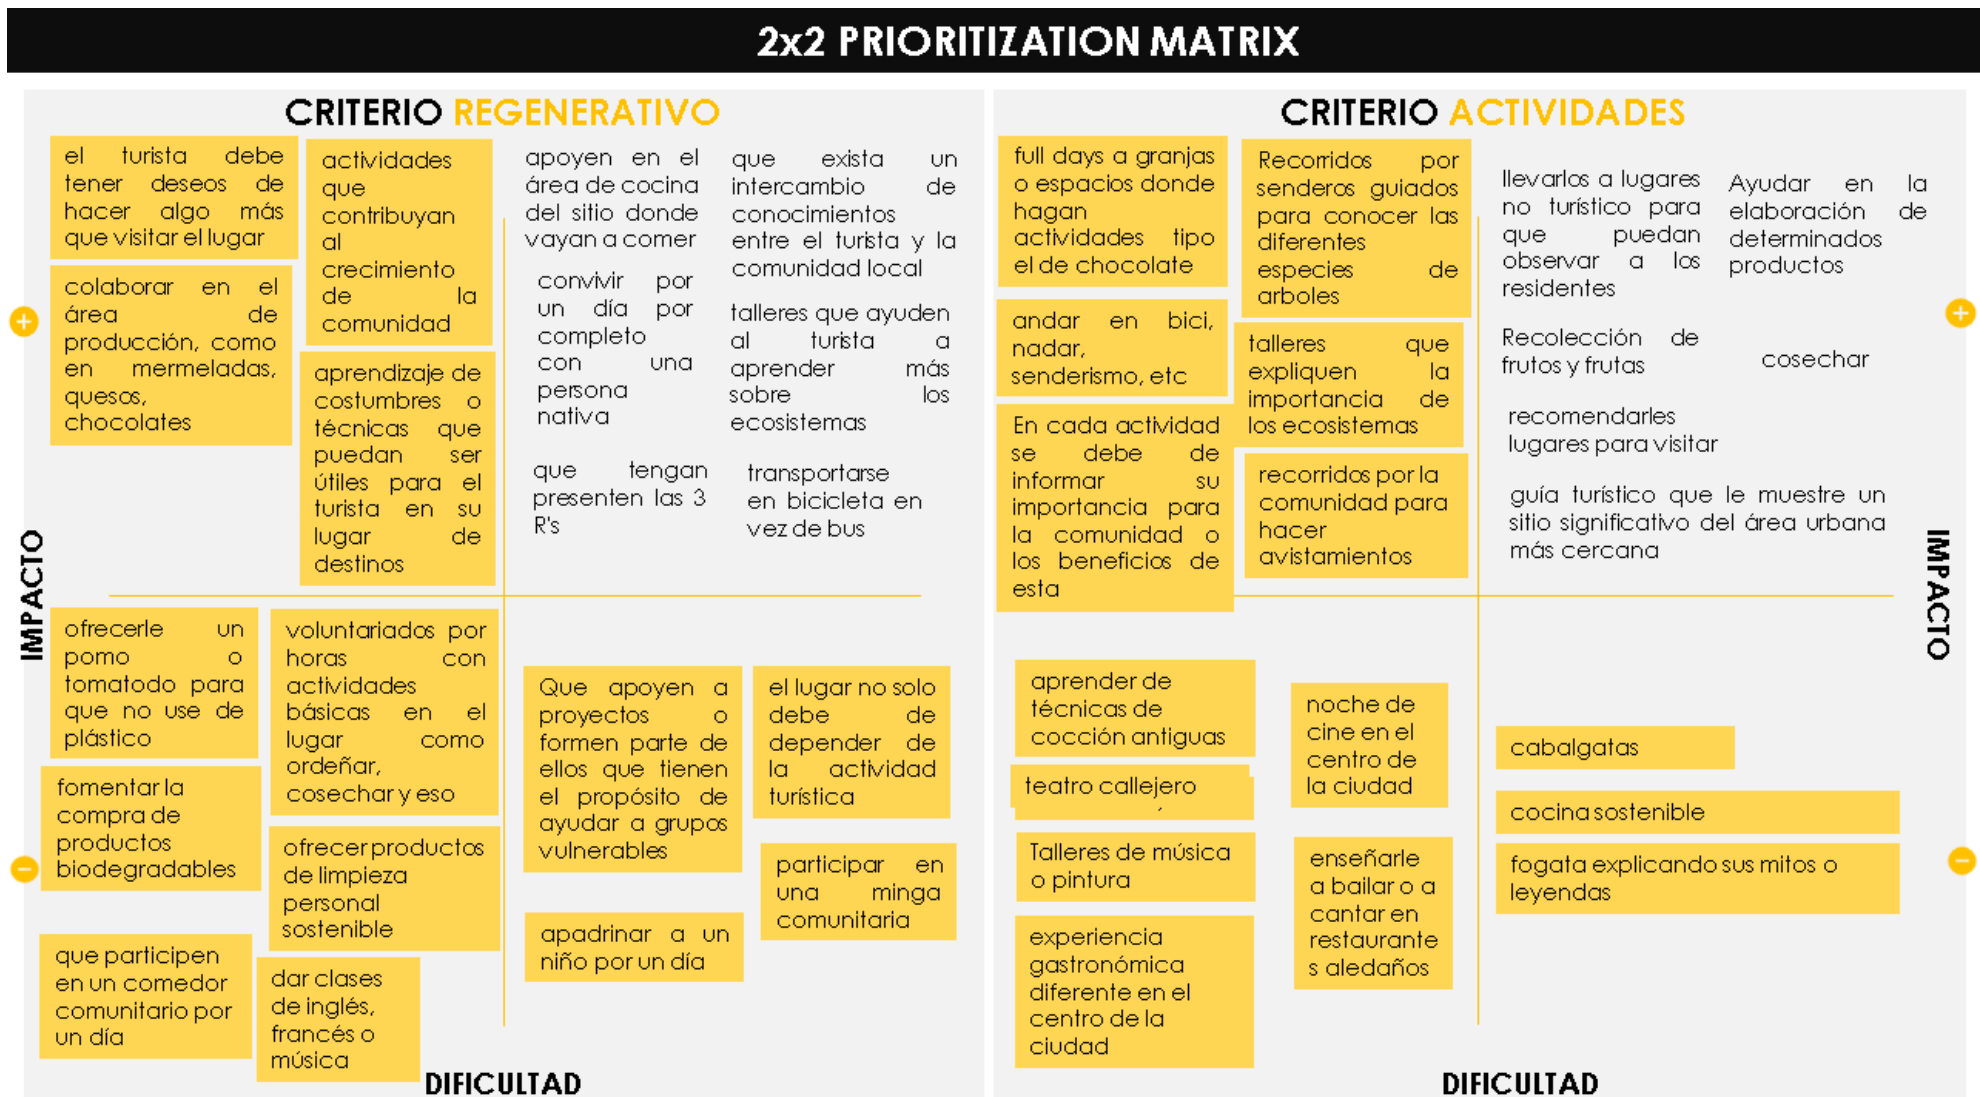 2x2 PRIORITIZATION MATRIX
CRITERIO REGENERATIVO
el turista debe
tener deseos de
hacer algo más
que visitar el lugar
actividades
que
contribuyan
al
crecimiento
de la
comunidad
apoyen en el
área de cocina
del sitio donde
vayan a comer
que exista un
intercambio de
conocimientos
entre el turista y la
comunidad local
colaborar en el
área de
producción, como
en mermeladas,
quesos,
chocolates
aprendizaje de
costumbres o
técnicas que
puedan ser
útiles para el
turista en su
lugar de
destinos
convivir por
un día por
completo
con una
persona
nativa
talleres que ayuden
al turista a
aprender más
sobre los
ecosistemas
que tengan
presenten las 3
R's
transportarse
en bicicleta en
vez de bus
IMPACTO
ofrecerle un
pomo o
tomatodo para
que no use de
plástico
voluntariados por
horas con
actividades
básicas en el
lugar como
ordeñar,
cosechar y eso
Que apoyen a
proyectos o
formen parte de
ellos que tienen
el propósito de
ayudar a grupos
vulnerables
el lugar no solo
debe de
depender de
la actividad
turística
fomentar la
compra de
productos
biodegradables
ofrecer productos
de limpieza
personal
sostenible
participar en
una minga
comunitaria
apadrinar a un
niño por un día
que participen
en un comedor
comunitario por
un día
dar clases
de inglés,
francés o
música
DIFICULTAD
CRITERIO ACTIVIDADES
full days a granjas
o espacios donde
hagan
actividades tipo
el de chocolate
Recorridos por
senderos guiados
para conocer las
diferentes
especies de
arboles
llevarlos a lugares
no turístico para
que puedan
observar a los
residentes
Ayudar en la
elaboración de
determinados
productos
andar en bici,
nadar,
senderismo, etc
talleres que
expliquen la
importancia de
los ecosistemas
Recolección de
frutos y frutas
cosechar
En cada actividad
se debe de
informar su
importancia para
la comunidad o
los beneficios de
esta
recorridos por la
comunidad para
hacer
avistamientos
recomendarles
lugares para visitar
guía turístico que le muestre un
sitio significativo del área urbana
más cercana
IMPACTO
aprender de
técnicas de
cocción antiguas
noche de
cine en el
centro de
la ciudad
cabalgatas
teatro callejero
cocina sostenible
Talleres de música
o pintura
enseñarle
a bailar o a
cantar en
restaurante
s aledaños
fogata explicando sus mitos o
leyendas
experiencia
gastronómica
diferente en el
centro de la
ciudad
DIFICULTAD